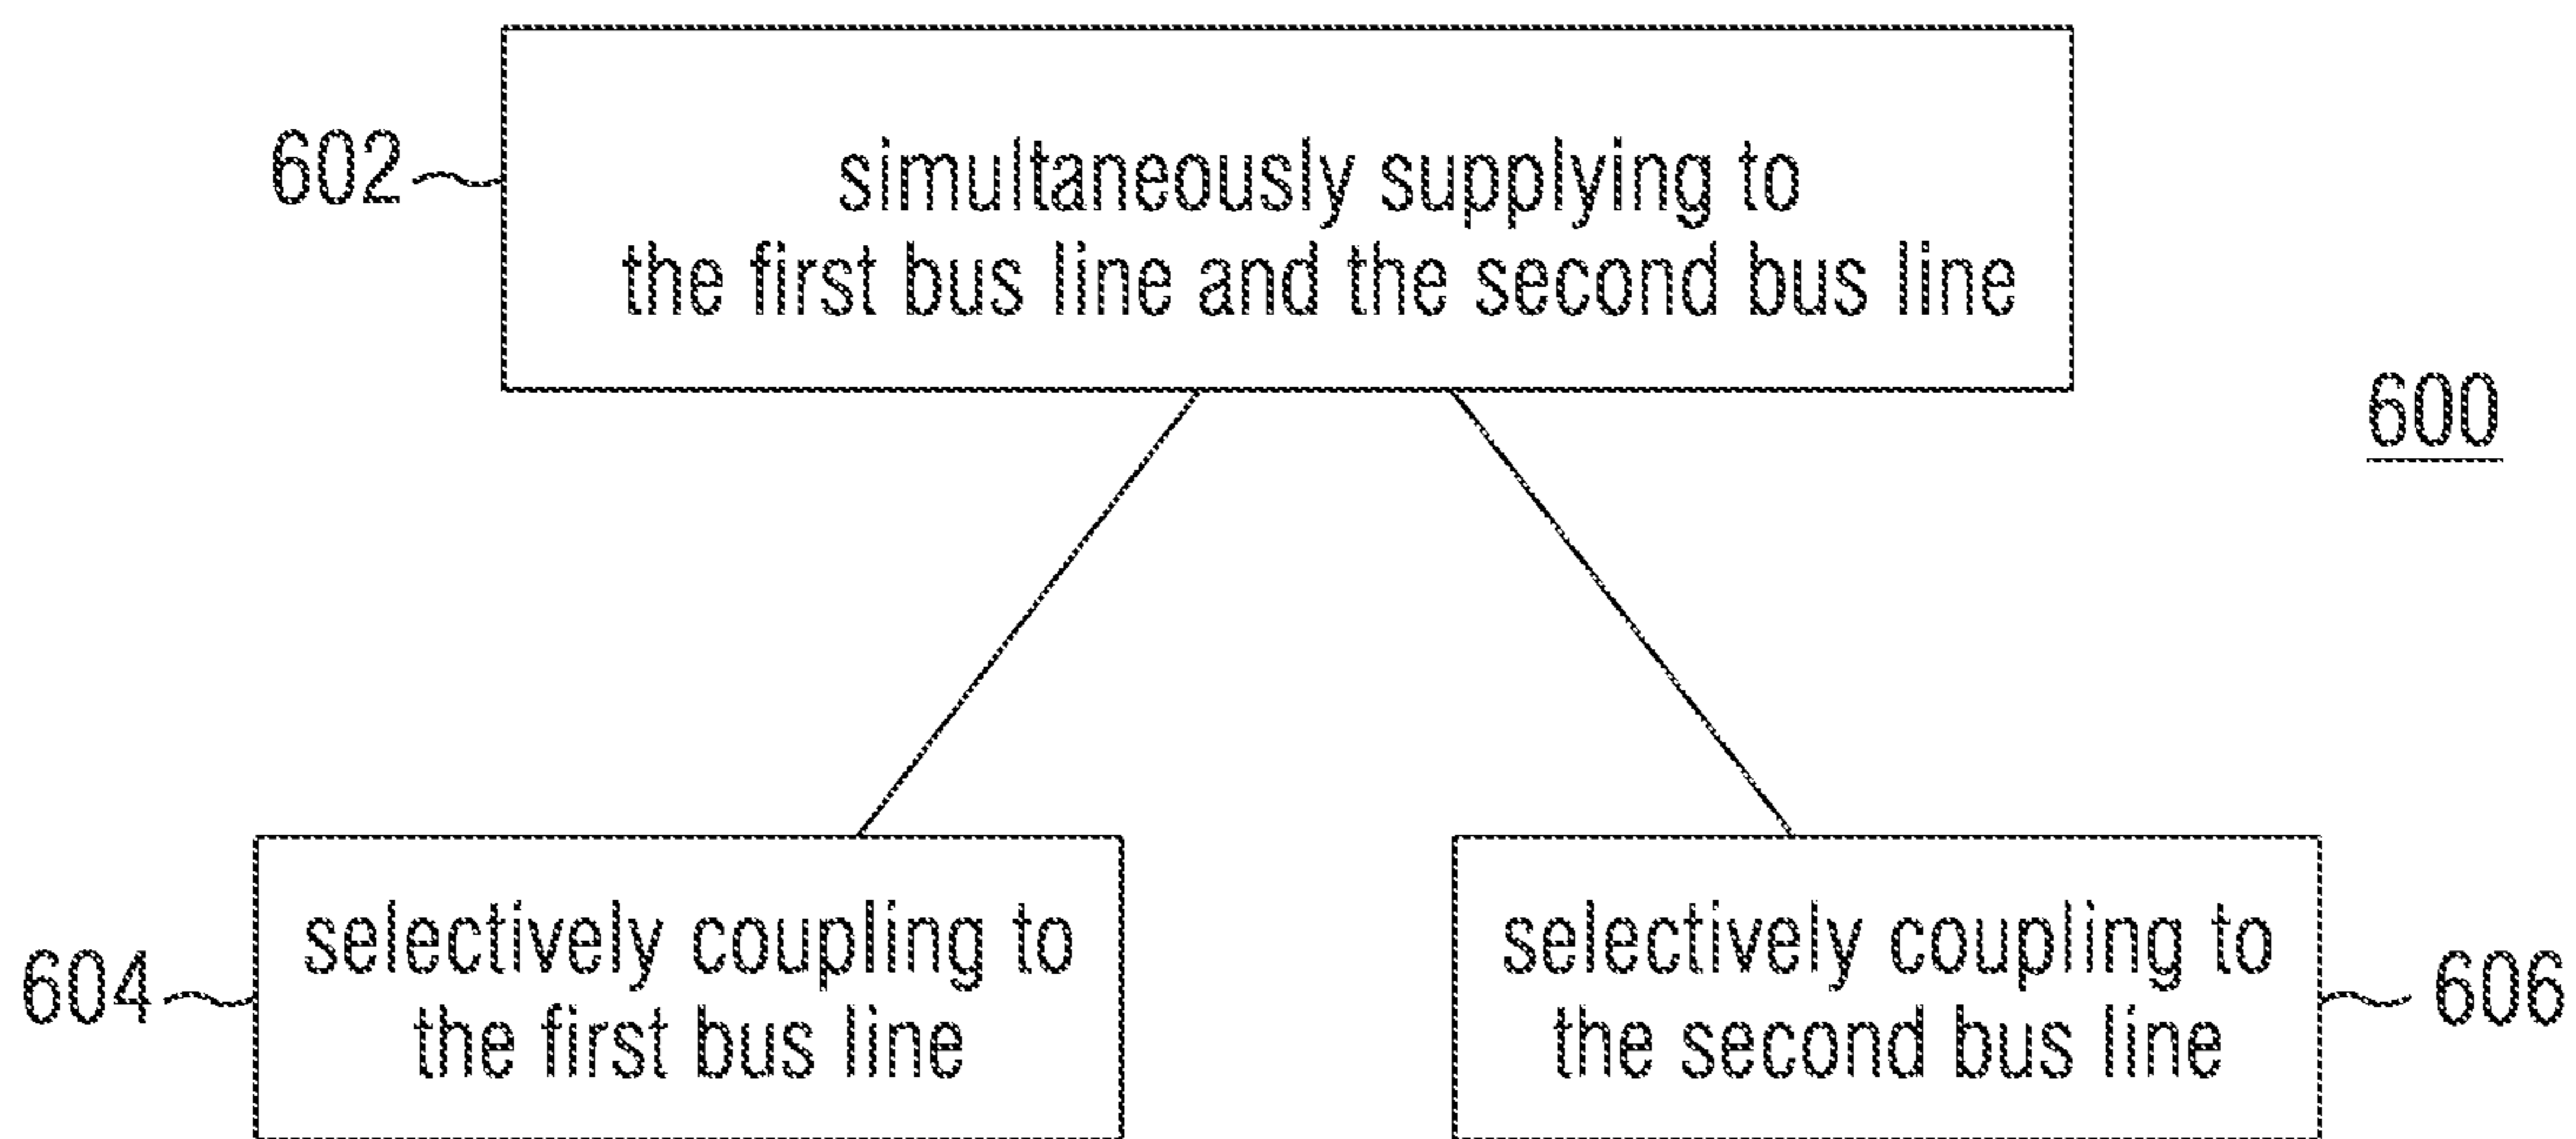 602
simultaneously supplying to
the first bus line and the second bus line
600
604
selectively coupling to
the first bus line
selectively coupling to
the second bus line
606